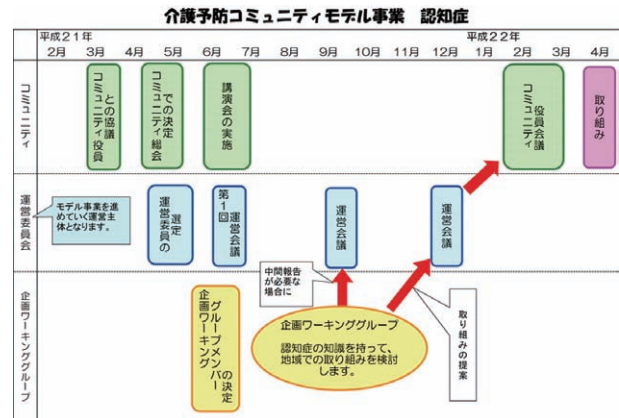 介護予防コミュニティモデル事業　認知症
平成21年
平成22年
2月
3月
4月
5月
6月
7月
8月
9月
10月
11月
12月
1月
2月
3月
4月
コミュニティ
コミュニティ役員
との協議
コミュニティ総会
での決定
講演会の実施
コミュニティ
役員会議
取り組み
運営委員会
モデル事業を進
めていく運営主
体となります。
運営委員の
選定
第1回
運営会議
運営会議
運営会議
中間報告
が必要な
場合に
企画ワーキンググループ
企画ワーキング
グループメンバー
の決定
企画ワーキンググループ
認知症の知識を持って、
地域での取り組みを検討
します。
取り組みの提案